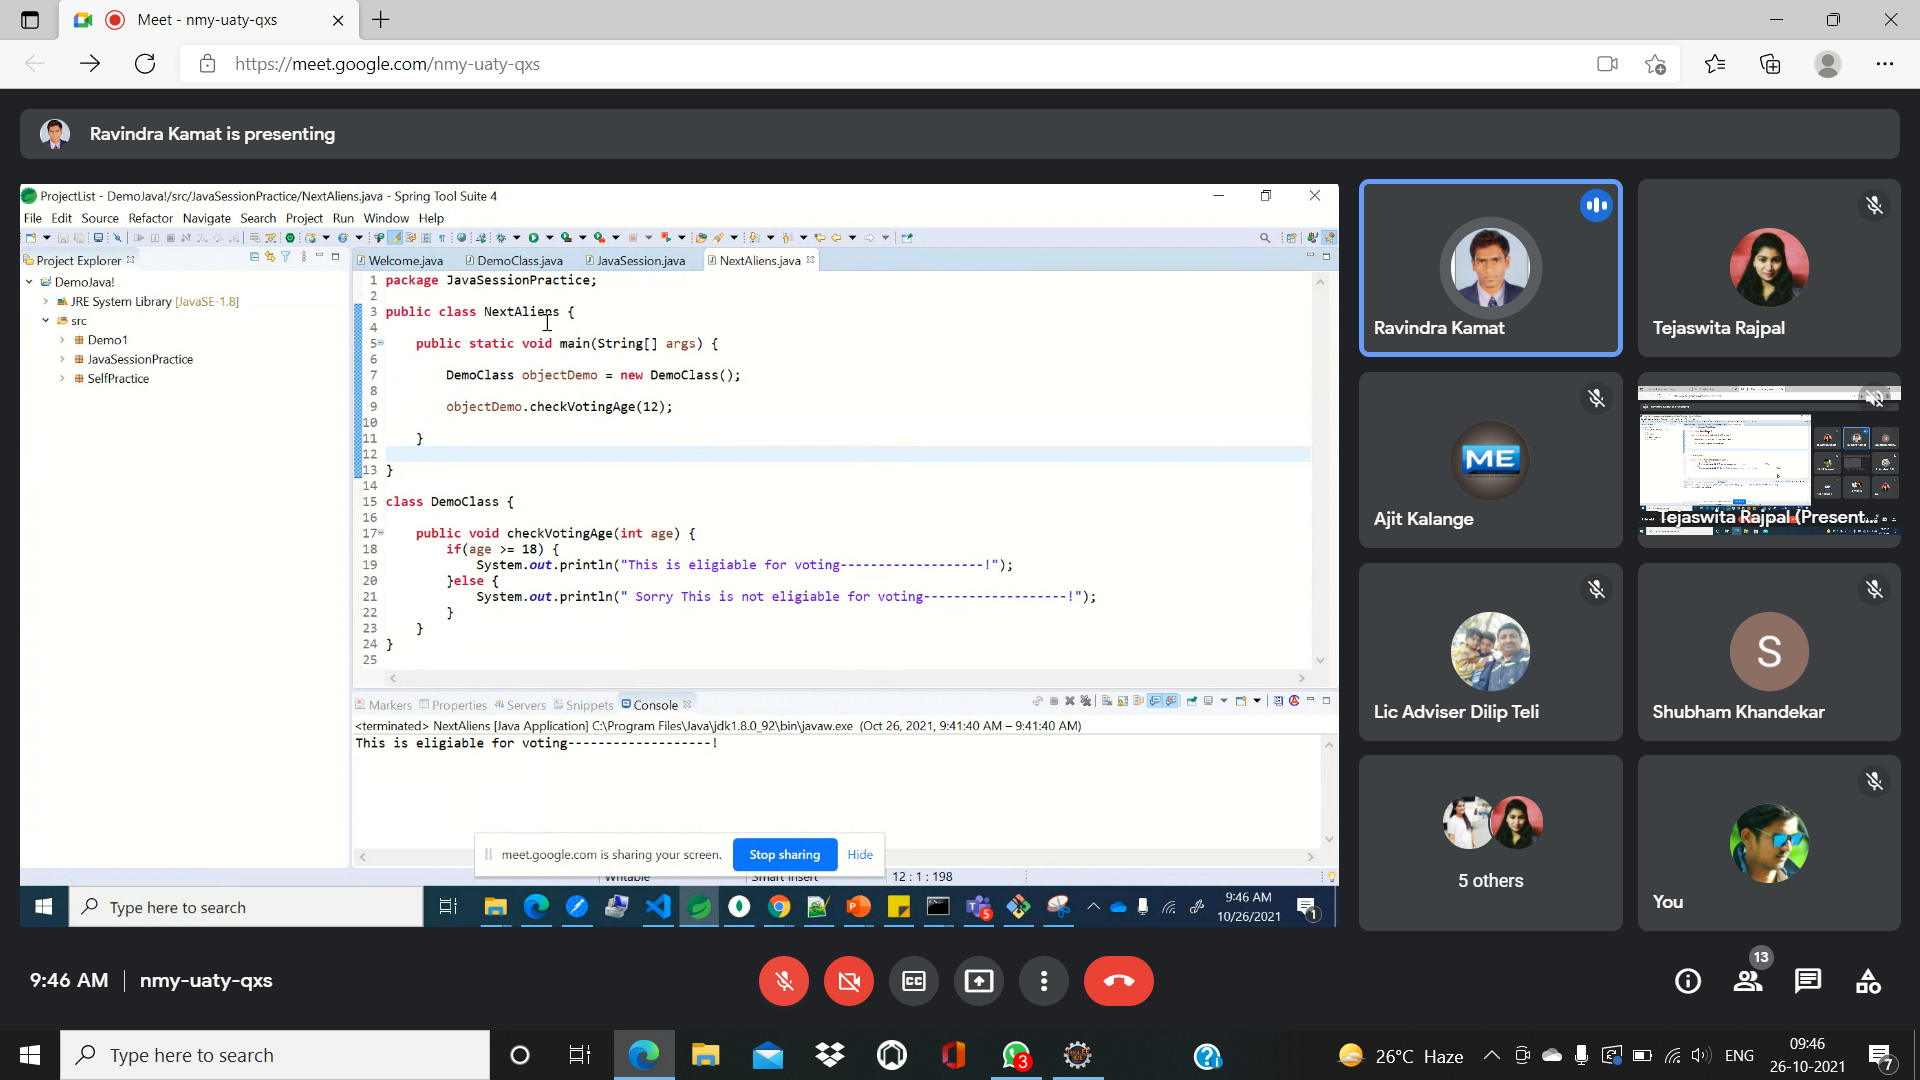 Meet - nmy-uaty-qxs
https://meet.google.com/nmy-uaty-qxs
Ravindra Kamat is presenting
ProjectList - DemoJava!/src/JavaSessionPractice/NextAliens.java - Spring Tool Suite 4
File Edit Source Refactor Navigate Search Project Run Window Help
Project Explorer
DemoJava!
JRE System Library [JavaSE-1.8]
src
Demo1
JavaSessionPractice
SelfPractice
Welcome.java DemoClass.java JavaSession.java NextAliens.java
1 package JavaSessionPractice;
2
3 public class NextAliens {
4
5 public static void main(String[] args) {
6
7 DemoClass objectDemo = new DemoClass();
8
9 objectDemo.checkVotingAge(12);
10
11 }
12
13 }
14
15 class DemoClass {
16
17 public void checkVotingAge(int age) {
18 if(age >= 18) {
19 System.out.println("This is eligiable for voting-------------------!");
20 }else {
21 System.out.println(" Sorry This is not eligiable for voting-------------------!");
22 }
23 }
24 }
25
Markers Properties Servers Snippets Console
<terminated> NextAliens [Java Application] C:\Program Files\Java\jdk1.8.0_92\bin\javaw.exe (Oct 26, 2021, 9:41:40 AM – 9:41:40 AM)
This is eligiable for voting-------------------!
meet.google.com is sharing your screen. Stop sharing Hide
Writable Smart Insert 12 : 1 : 198
Type here to search
5
9:46 AM
10/26/2021
1
Ravindra Kamat
Tejaswita Rajpal
ME
Ajit Kalange
Tejaswita Rajpal (Present...
Lic Adviser Dilip Teli
S
Shubham Khandekar
5 others
You
9:46 AM nmy-uaty-qxs
CC
13
Type here to search
3
26°C Haze
ENG
09:46
26-10-2021
7